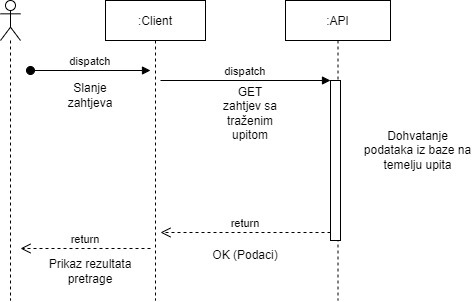 :Client
:API
dispatch
Slanje
zahtjeva
dispatch
GET
zahtjev sa
traženim
upitom
Dohvatanje
podataka iz baze na
temelju upita
return
OK (Podaci)
return
Prikaz rezultata
pretrage